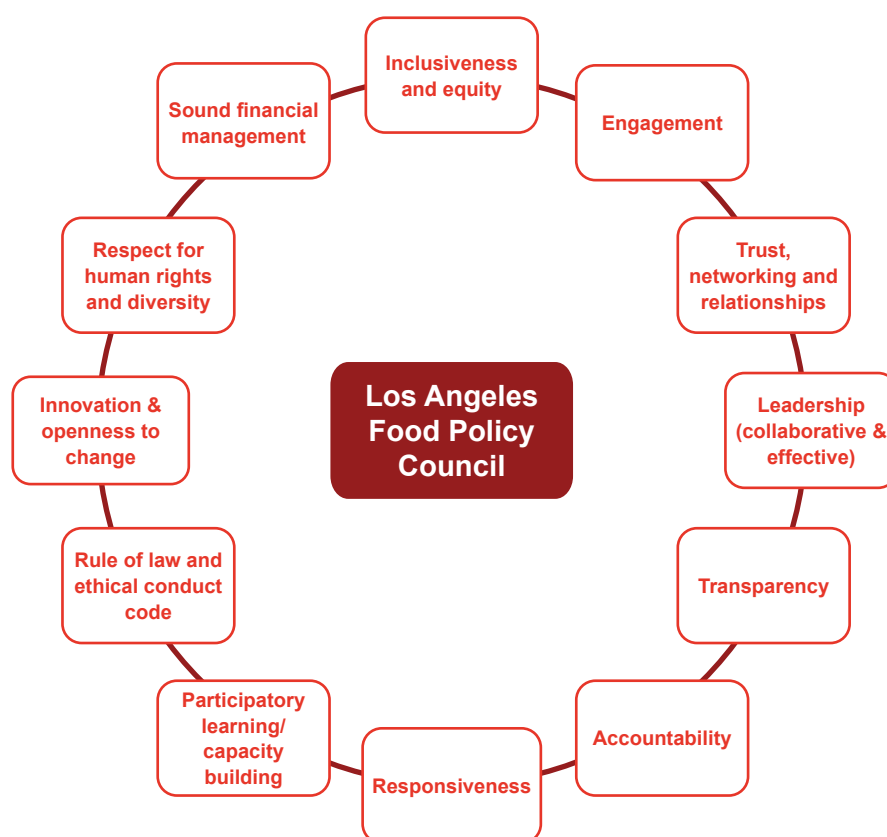 Inclusiveness
and equity
Engagement
Trust,
networking and
relationships
Leadership
(collaborative &
effective)
Transparency
Accountability
Responsiveness
Participatory
learning/
capacity
building
Rule of law and
ethical conduct
code
Innovation &
openness to
change
Respect for
human rights
and diversity
Sound financial
management
Los Angeles
Food Policy
Council